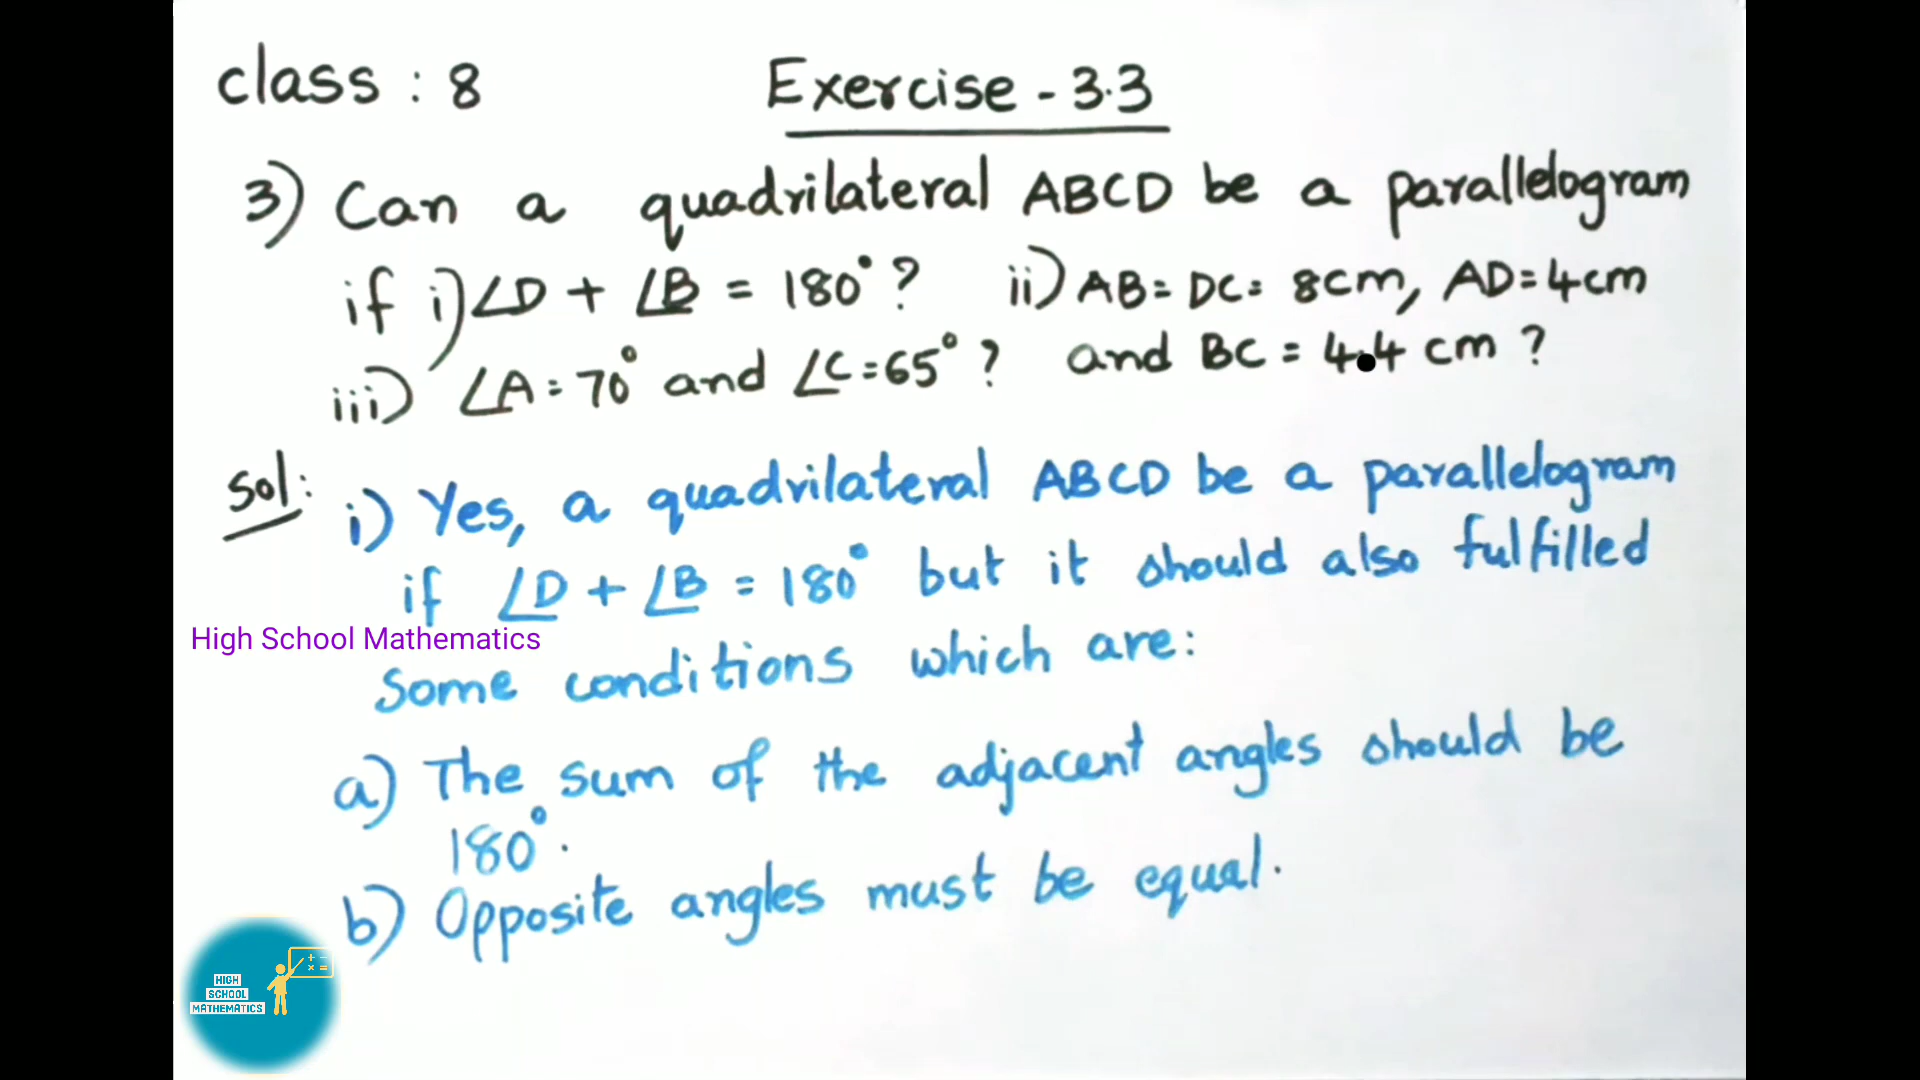 class : 8 Exercise - 3.3
3) Can a quadrilateral ABCD be a parallelogram
if i) ∠D + ∠B = 180° ? ii) AB = DC = 8cm, AD = 4cm
iii) ∠A = 70° and ∠C = 65° ? and BC = 4.4 cm ?
Sol: i) Yes, a quadrilateral ABCD be a parallelogram
if ∠D + ∠B = 180° but it should also fulfilled
High School Mathematics
some conditions which are:
a) The sum of the adjacent angles should be
180°.
b) Opposite angles must be equal.
HIGH
SCHOOL
MATHEMATICS
+ -
× =